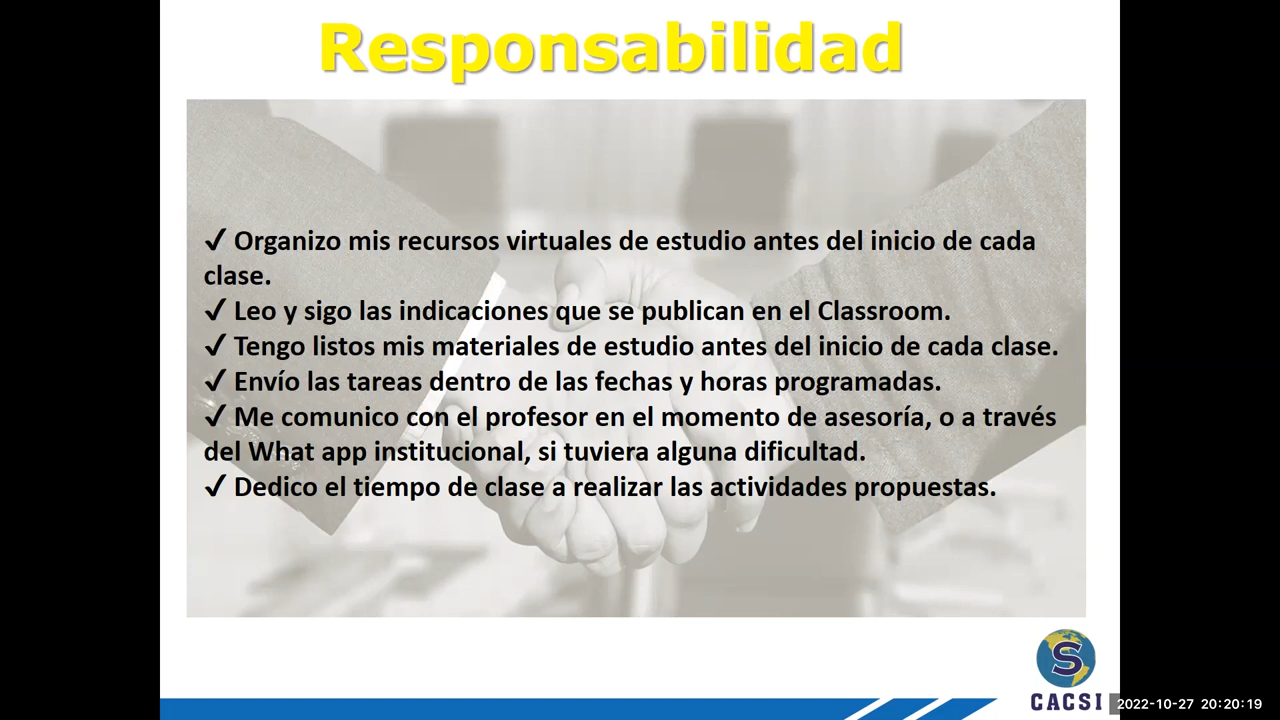 Responsabilidad
✓ Organizo mis recursos virtuales de estudio antes del inicio de cada
clase.
✓ Leo y sigo las indicaciones que se publican en el Classroom.
✓ Tengo listos mis materiales de estudio antes del inicio de cada clase.
✓ Envío las tareas dentro de las fechas y horas programadas.
✓ Me comunico con el profesor en el momento de asesoría, o a través
del What app institucional, si tuviera alguna dificultad.
✓ Dedico el tiempo de clase a realizar las actividades propuestas.
S
CACSI
2022-10-27 20:20:19